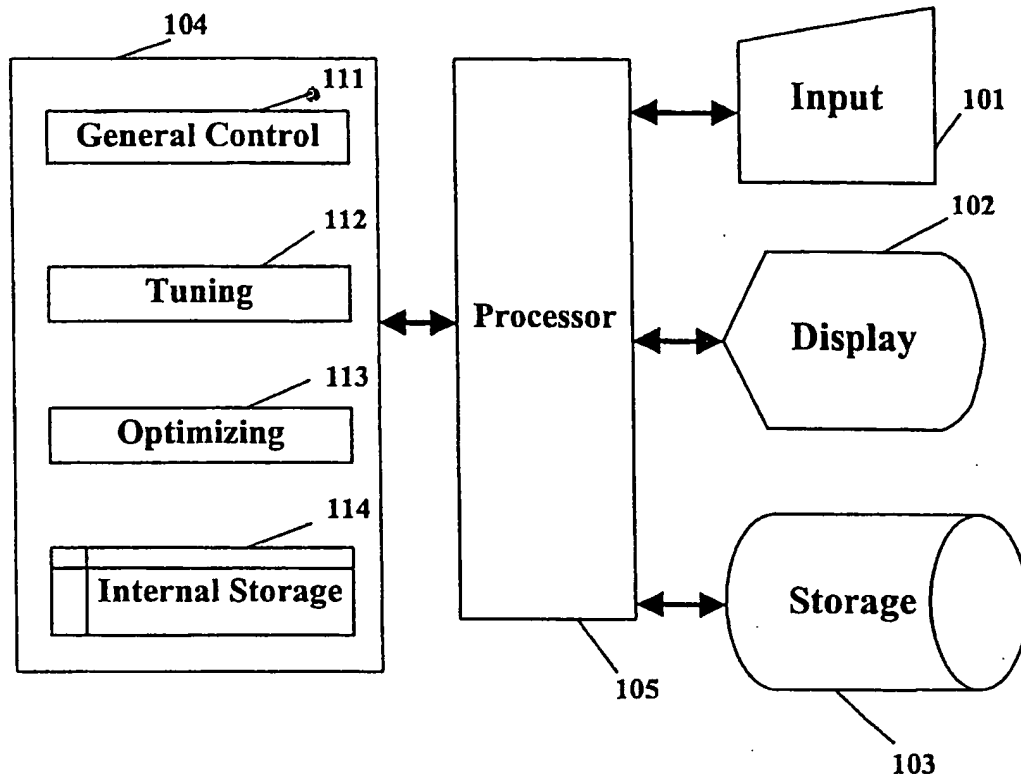 104
111
General Control
112
Tuning
113
Optimizing
114
Internal Storage
Processor
105
Input
101
102
Display
Storage
103